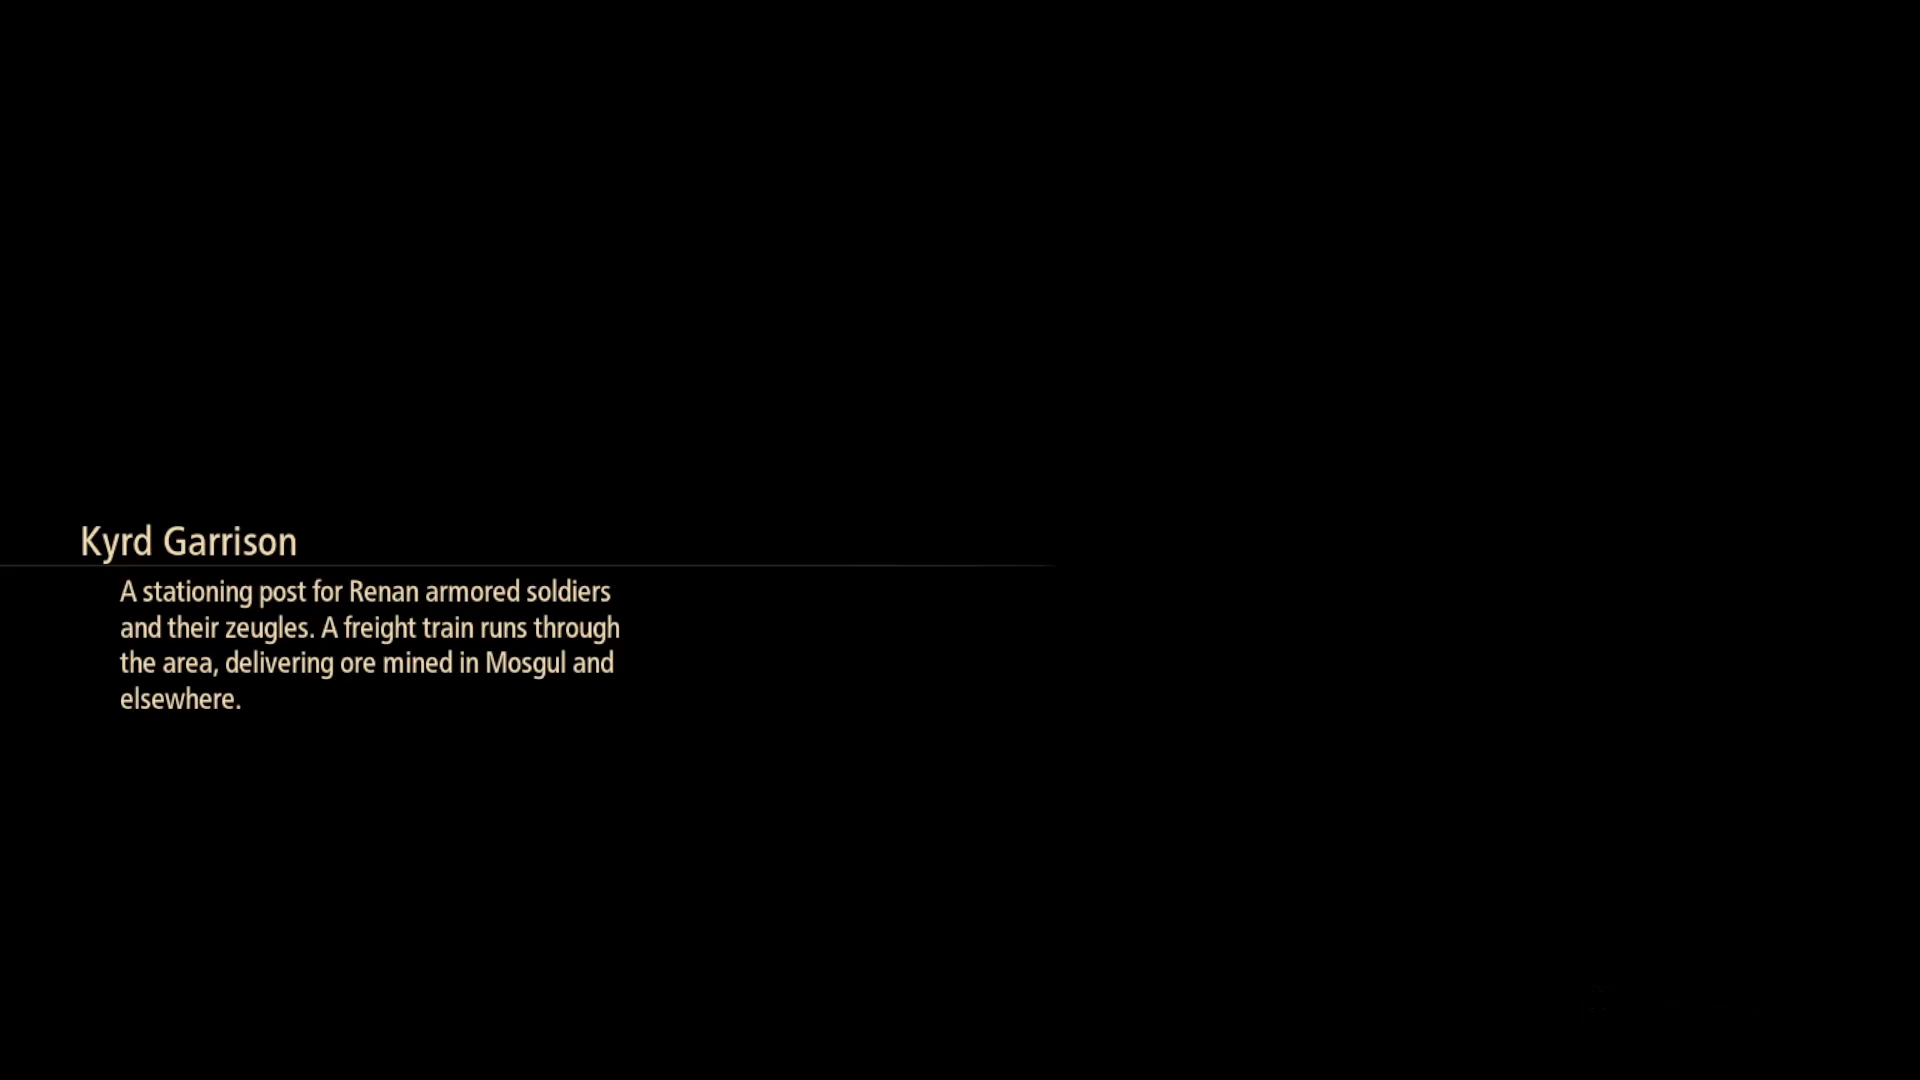 Kyrd Garrison
A stationing post for Renan armored soldiers
and their zeugles. A freight train runs through
the area, delivering ore mined in Mosgul and
elsewhere.